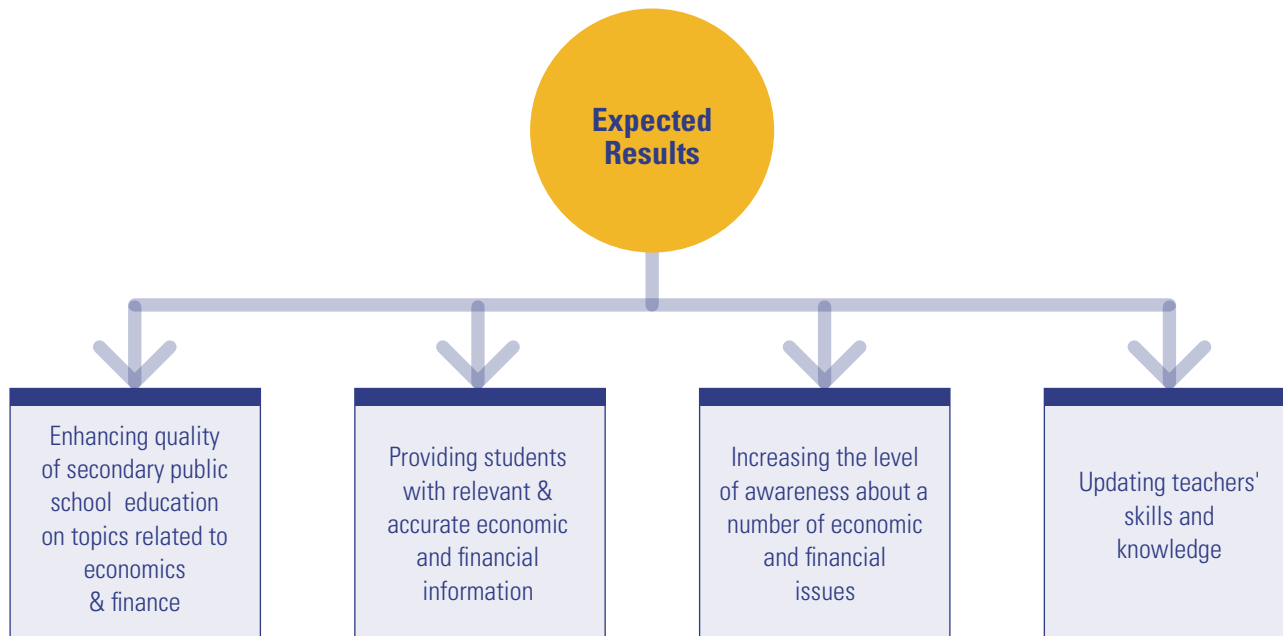 Expected
Results
Enhancing quality
of secondary public
school education
on topics related to
economics
& finance
Providing students
with relevant &
accurate economic
and financial
information
Increasing the level
of awareness about a
number of economic
and financial
issues
Updating teachers'
skills and
knowledge